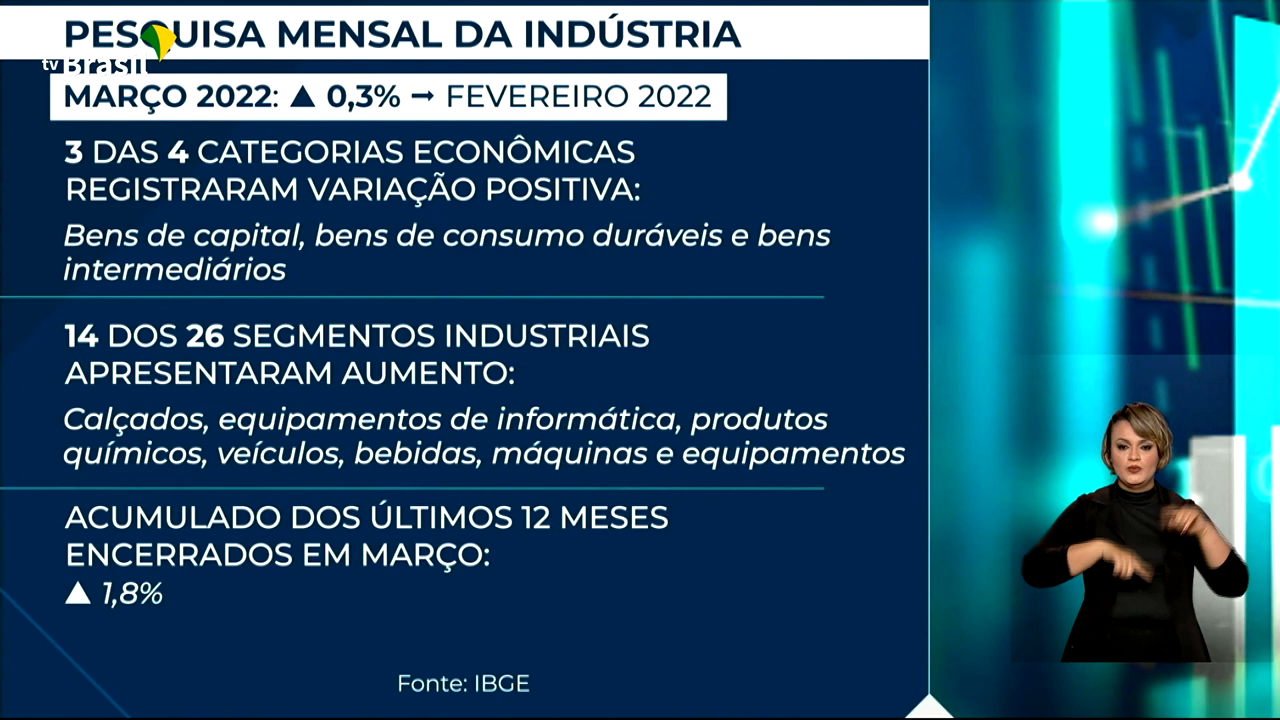 PESQUISA MENSAL DA INDÚSTRIA
tv Brasil
MARÇO 2022: ▲ 0,3% → FEVEREIRO 2022
3 DAS 4 CATEGORIAS ECONÔMICAS
REGISTRARAM VARIAÇÃO POSITIVA:
Bens de capital, bens de consumo duráveis e bens
intermediários
14 DOS 26 SEGMENTOS INDUSTRIAIS
APRESENTARAM AUMENTO:
Calçados, equipamentos de informática, produtos
químicos, veículos, bebidas, máquinas e equipamentos
ACUMULADO DOS ÚLTIMOS 12 MESES
ENCERRADOS EM MARÇO:
▲ 1,8%
Fonte: IBGE